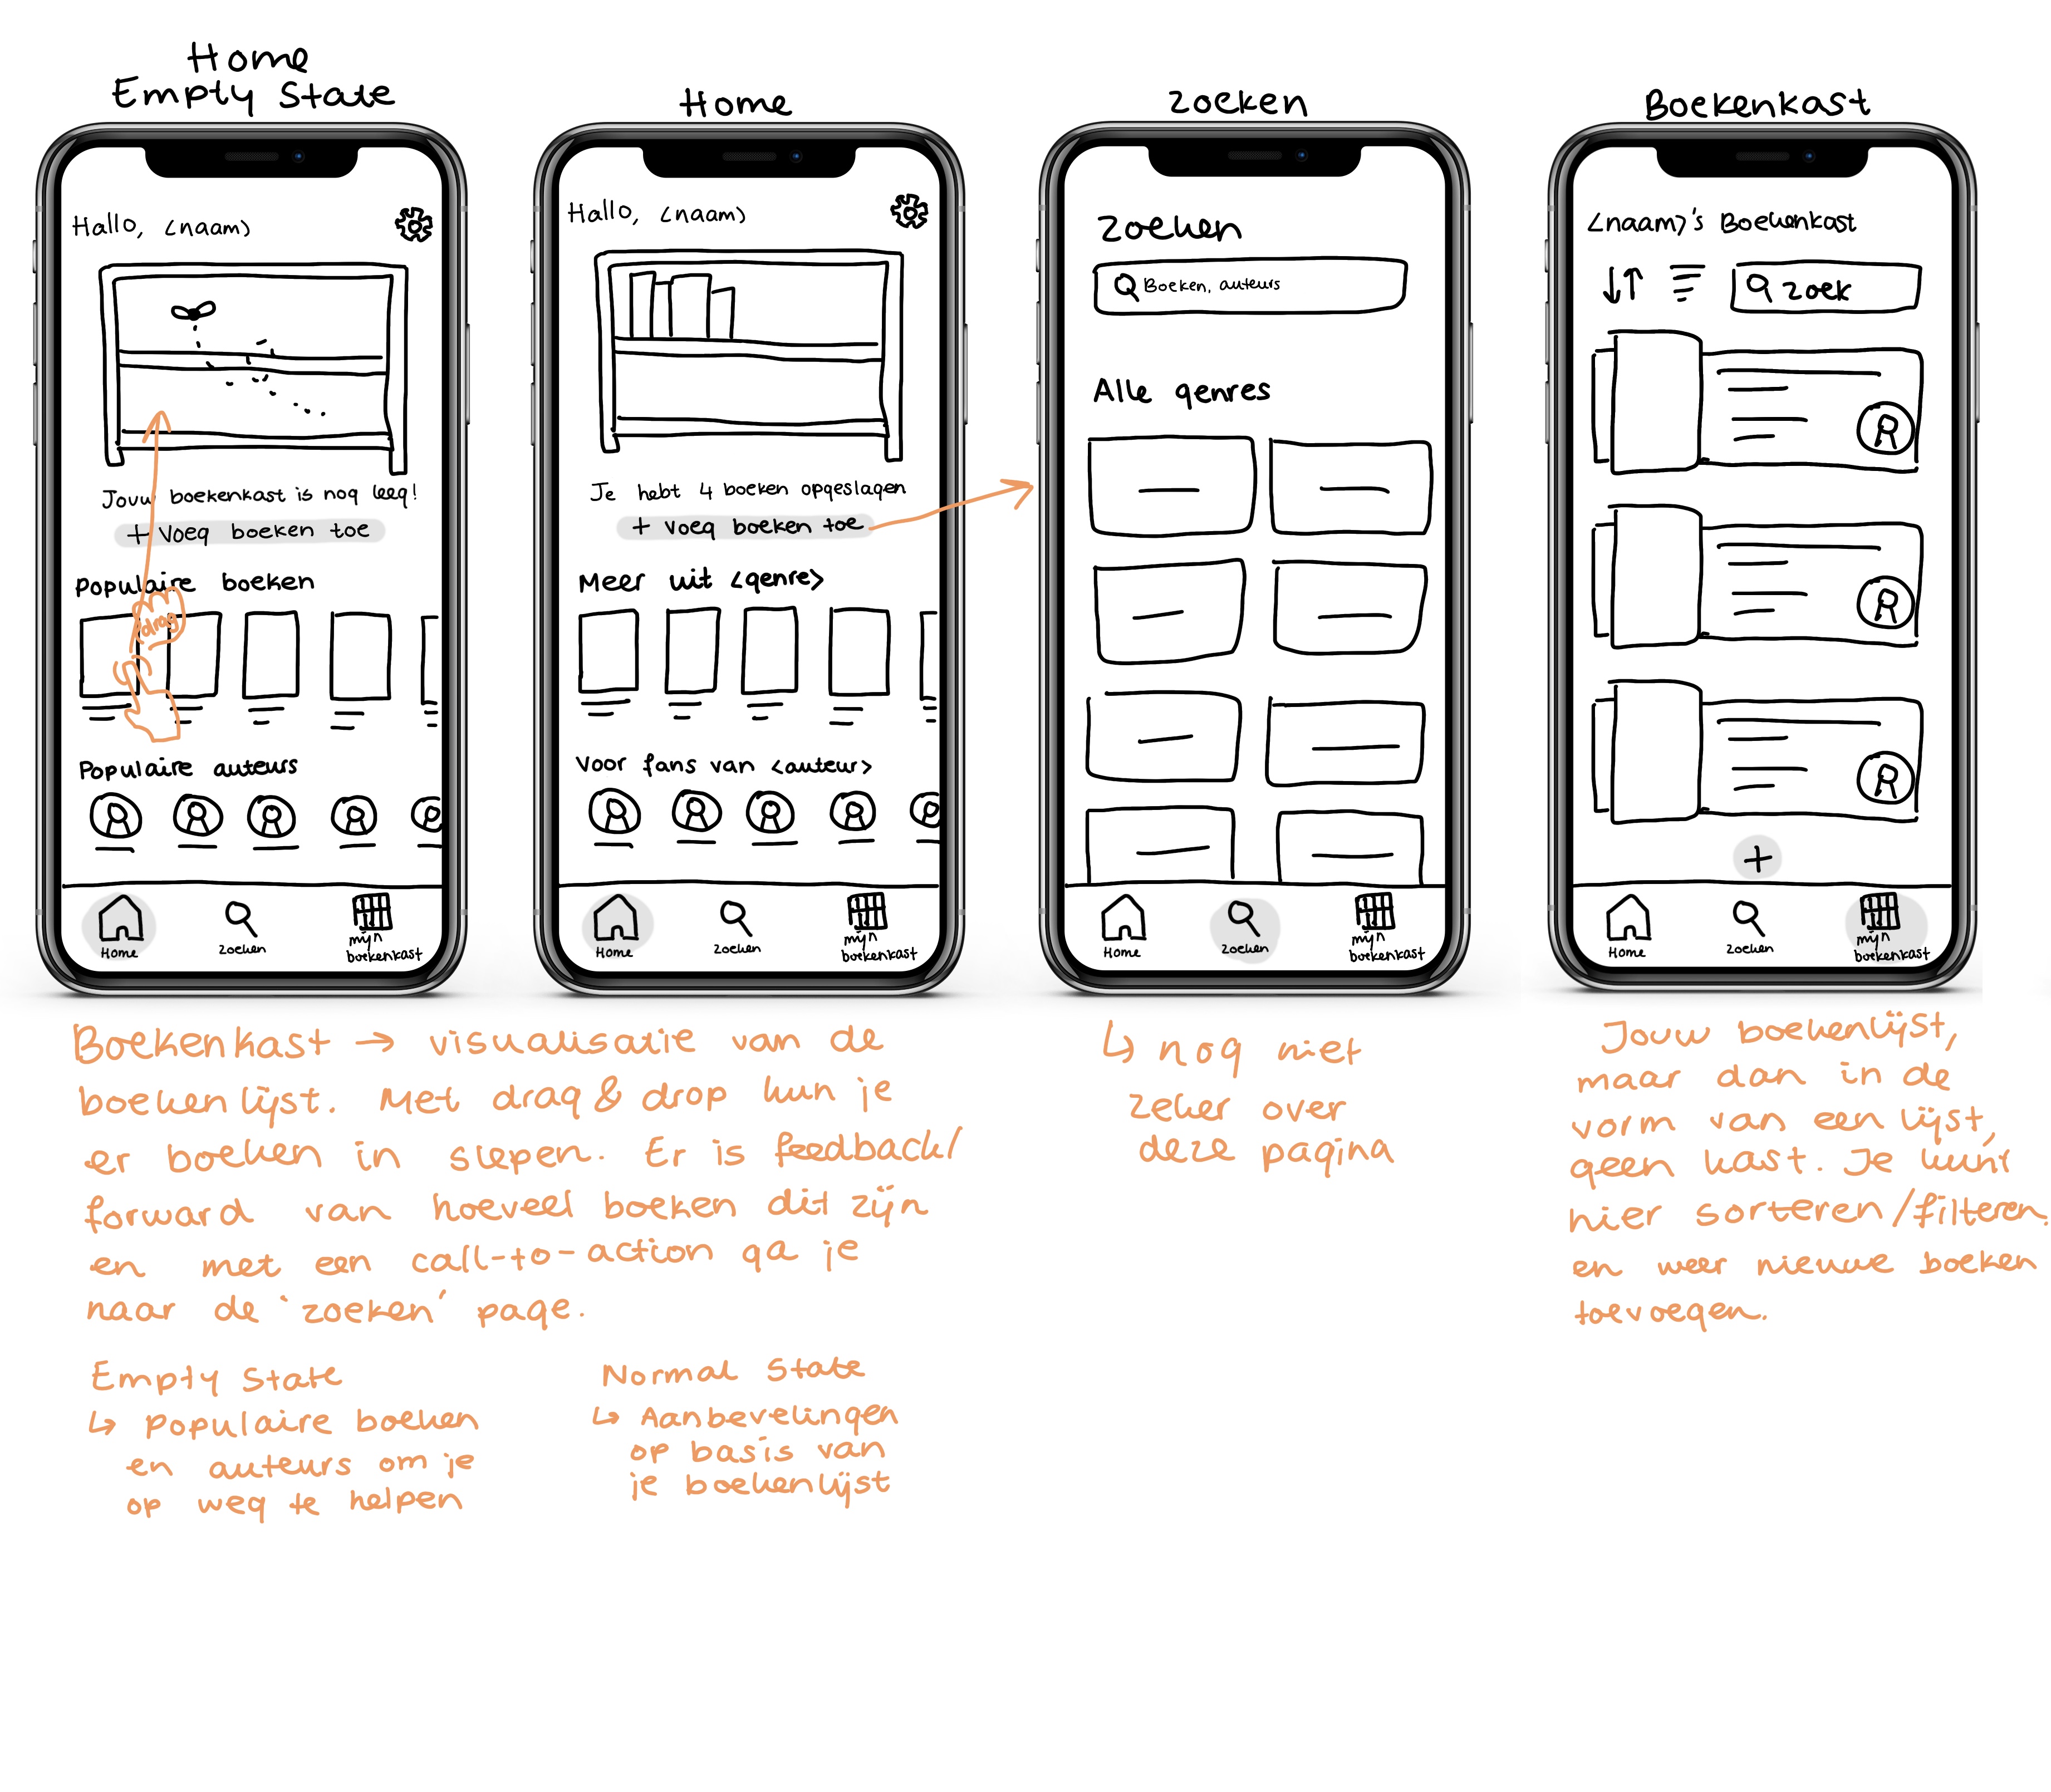 Home
Empty State
Hallo, <naam>
Jouw boekenkast is nog leeg!
+ Voeg boeken toe
Populaire boeken
drag
Populaire auteurs
Home
Zoeken
mijn
boekenkast
Home
Hallo, <naam>
Je hebt 4 boeken opgeslagen
+ Voeg boeken toe
Meer uit <genre>
Voor fans van <auteur>
Home
Zoeken
mijn
boekenkast
Zoeken
Zoeken
Boeken, auteurs
Alle genres
Home
Zoeken
mijn
boekenkast
Boekenkast
<naam>'s Boekenkast
↓↑
zoek
+
Home
Zoeken
mijn
boekenkast
Boekenkast → visualisatie van de
boekenlijst. Met drag & drop kun je
er boeken in slepen. Er is feedback/
forward van hoeveel boeken dit zijn
en met een call-to-action ga je
naar de 'zoeken' page.
Empty State
↳ Populaire boeken
en auteurs om je
op weg te helpen
Normal State
↳ Aanbevelingen
op basis van
je boekenlijst
↳ nog niet
zeker over
deze pagina
Jouw boekenlijst,
maar dan in de
vorm van een lijst,
geen kast. Je kunt
hier sorteren/filteren
en weer nieuwe boeken
toevoegen.